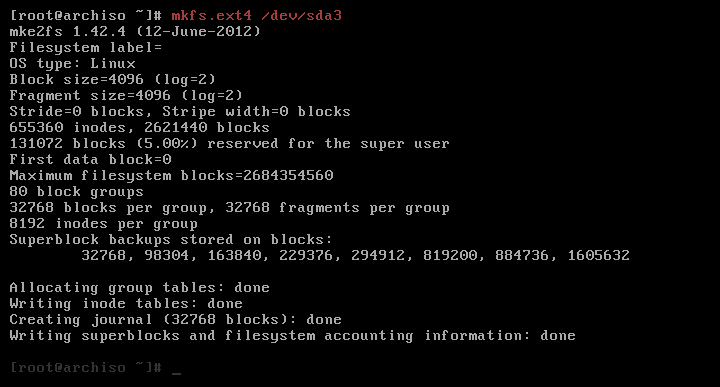 [root@archiso ~]# mkfs.ext4 /dev/sda3
mke2fs 1.42.4 (12-June-2012)
Filesystem label=
OS type: Linux
Block size=4096 (log=2)
Fragment size=4096 (log=2)
Stride=0 blocks, Stripe width=0 blocks
655360 inodes, 2621440 blocks
131072 blocks (5.00%) reserved for the super user
First data block=0
Maximum filesystem blocks=2684354560
80 block groups
32768 blocks per group, 32768 fragments per group
8192 inodes per group
Superblock backups stored on blocks:
32768, 98304, 163840, 229376, 294912, 819200, 884736, 1605632
Allocating group tables: done
Writing inode tables: done
Creating journal (32768 blocks): done
Writing superblocks and filesystem accounting information: done
[root@archiso ~]# _